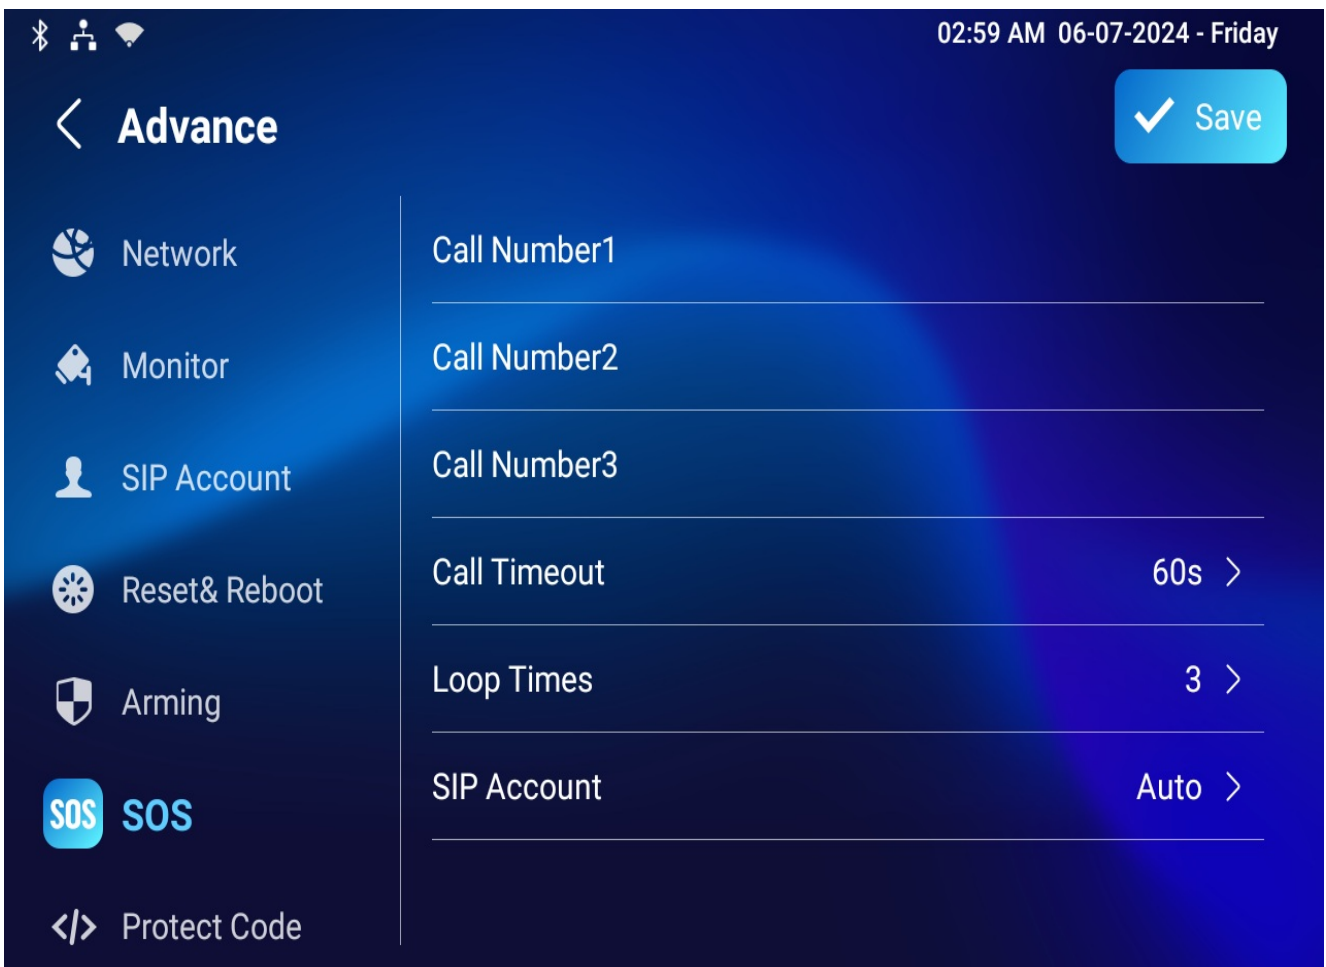 02:59 AM 06-07-2024 - Friday
Advance
Save
Network
Monitor
SIP Account
Reset& Reboot
Arming
SOS SOS
Protect Code
Call Number1
Call Number2
Call Number3
Call Timeout 60s
Loop Times 3
SIP Account Auto